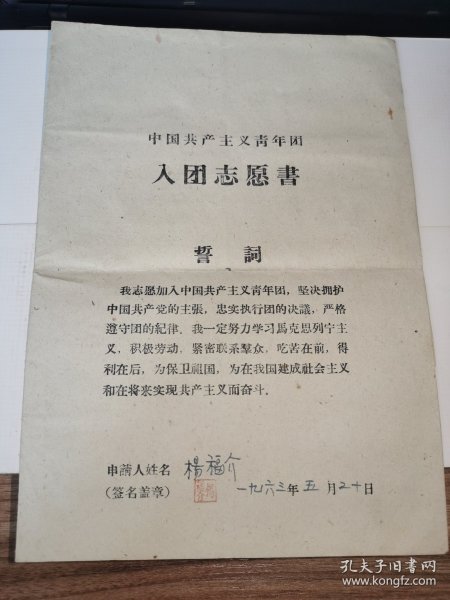 中国共产主义青年团
入团志愿書
誓詞
我志愿加入中国共产主义青年团，坚决拥护
中国共产党的主張，忠实执行团的决議，严格
遵守团的紀律。我一定努力学习馬克思列宁主
义，积极劳动，紧密联系羣众，吃苦在前，得
利在后，为保卫祖国，为在我国建成社会主义
和在将来实现共产主义而奋斗。
申請人姓名 楊福介
（签名盖章） 一九六三年五月二十日
孔夫子旧書网
www.kongfz.com